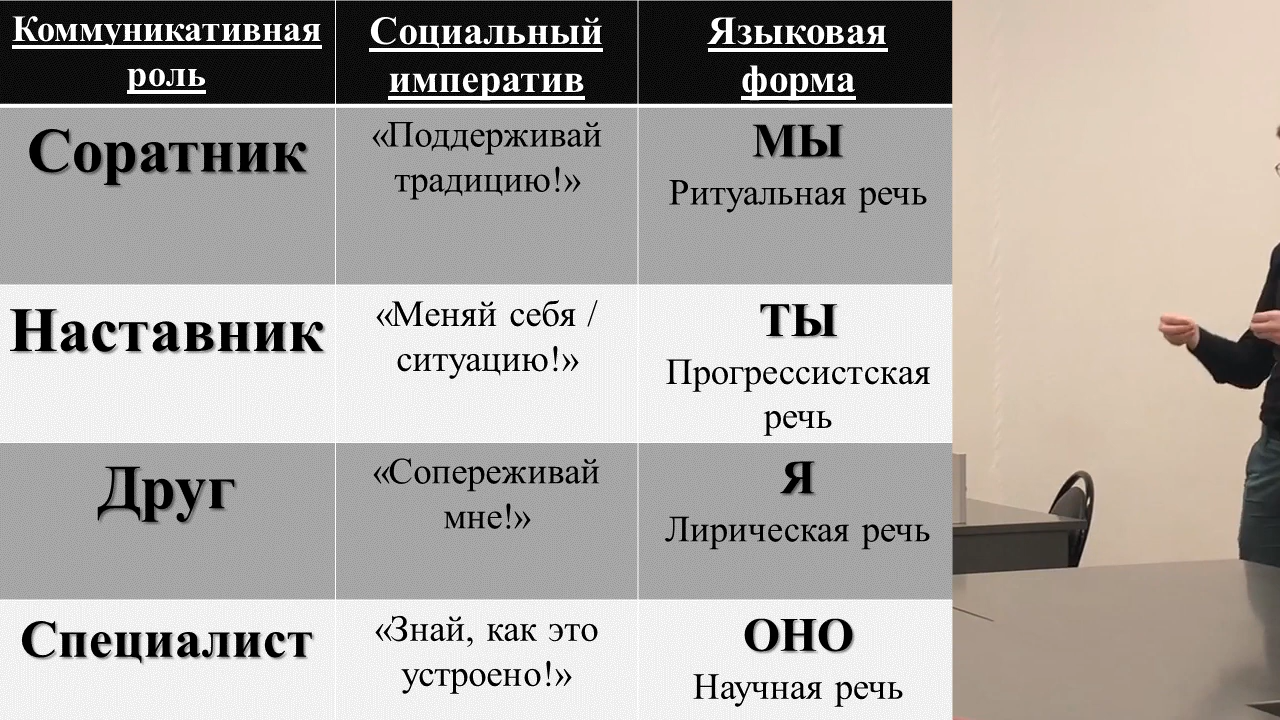 Коммуникативная
роль
Социальный
императив
Языковая
форма
Соратник
«Поддерживай
традицию!»
МЫ
Ритуальная речь
Наставник
«Меняй себя /
ситуацию!»
ТЫ
Прогрессистская
речь
Друг
«Сопереживай
мне!»
Я
Лирическая речь
Специалист
«Знай, как это
устроено!»
ОНО
Научная речь